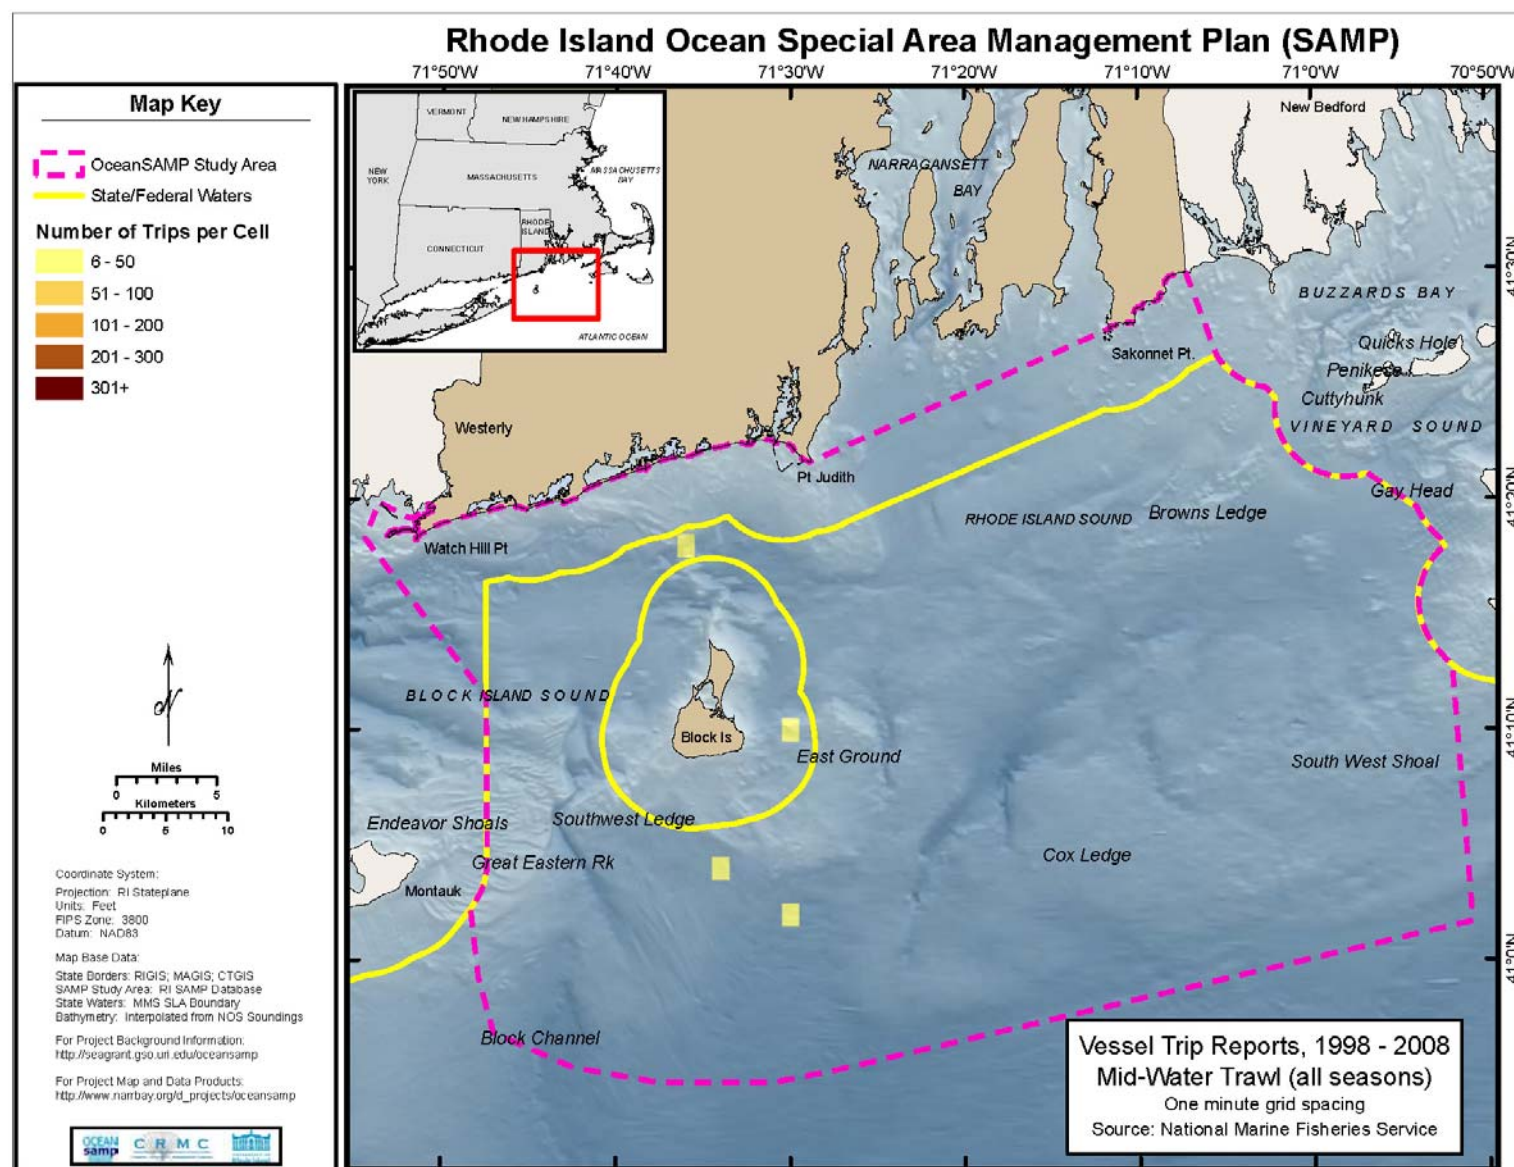 Rhode Island Ocean Special Area Management Plan (SAMP)
71°50'W 71°40'W 71°30'W 71°20'W 71°10'W 71°0'W 70°50'W
Map Key
OceanSAMP Study Area
State/Federal Waters
Number of Trips per Cell
6 - 50
51 - 100
101 - 200
201 - 300
301+
Miles
0 5
Kilometers
0 5 10
Coordinate System:
Projection: RI Stateplane
Units: Feet
FIPS Zone: 3800
Datum: NAD83
Map Base Data:
State Borders: RIGIS; MAGIS; CTGIS
SAMP Study Area: RI SAMP Database
State Waters: MMS SLA Boundary
Bathymetry: Interpolated from NOS Soundings
For Project Background Information:
http://seagrant.gso.uri.edu/oceansamp
For Project Map and Data Products:
http://www.narrbay.org/d_projects/oceansamp
OCEAN
samp
CRMC
VERMONT
NEW HAMPSHIRE
NEW
YORK
MASSACHUSETTS
MASSACHUSETTS
BAY
CONNECTICUT
RHODE
ISLAND
ATLANTIC OCEAN
New Bedford
NARRAGANSETT
BAY
41°30'N
BUZZARDS BAY
Quicks Hole
Penikese
Sakonnet Pt.
Cuttyhunk
VINEYARD SOUND
Westerly
Pt Judith
Gay Head
41°20'N
RHODE ISLAND SOUND
Browns Ledge
Watch Hill Pt
BLOCK ISLAND SOUND
Block Is
East Ground
41°10'N
South West Shoal
Endeavor Shoals
Southwest Ledge
Great Eastern Rk
Cox Ledge
Montauk
41°0'N
Block Channel
Vessel Trip Reports, 1998 - 2008
Mid-Water Trawl (all seasons)
One minute grid spacing
Source: National Marine Fisheries Service